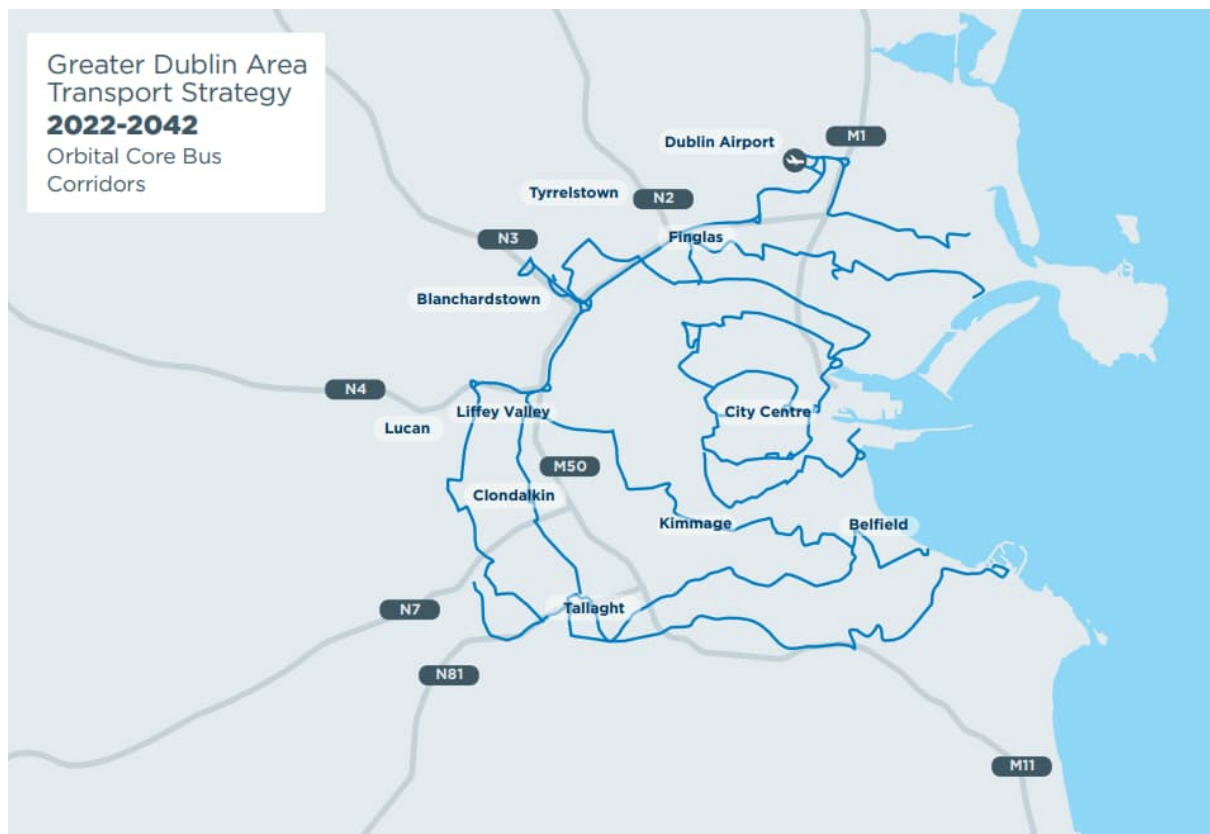 Greater Dublin Area
Transport Strategy
2022-2042
Orbital Core Bus
Corridors
Dublin Airport
M1
Tyrrelstown
N2
N3
Finglas
Blanchardstown
N4
Liffey Valley
City Centre
Lucan
M50
Clondalkin
Kimmage
Belfield
N7
Tallaght
N81
M11